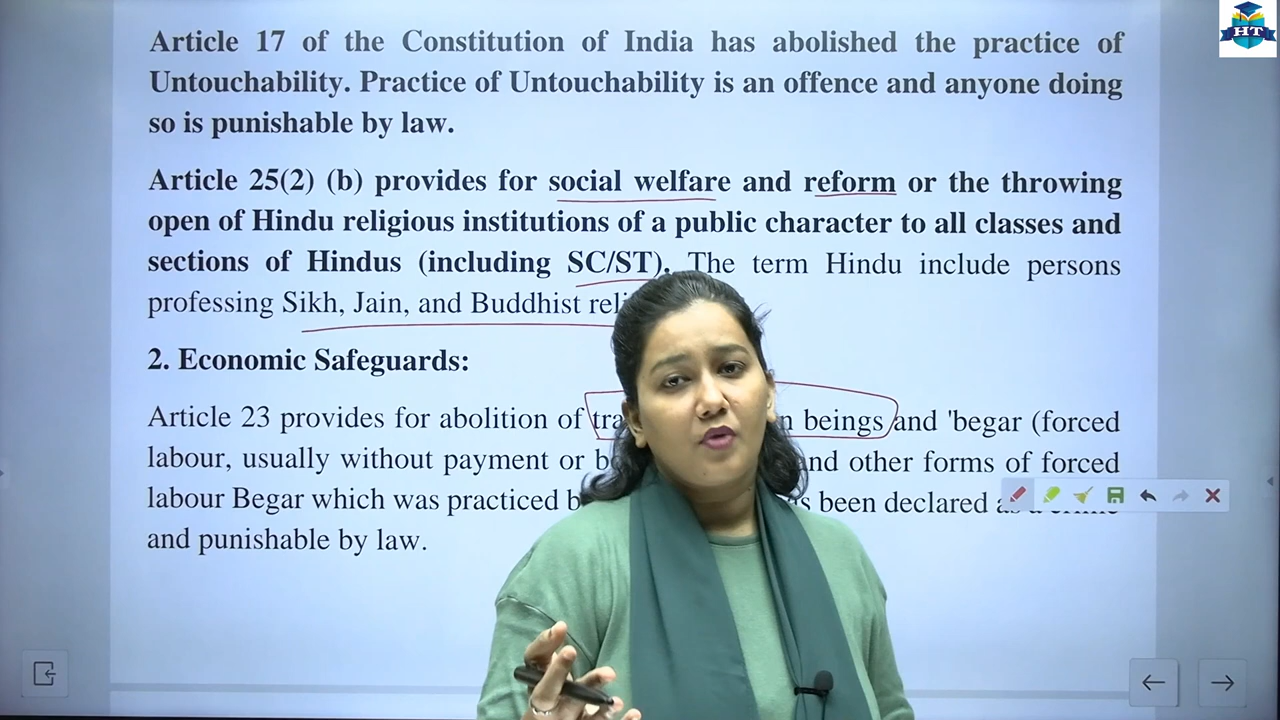 HT
Article 17 of the Constitution of India has abolished the practice of
Untouchability. Practice of Untouchability is an offence and anyone doing
so is punishable by law.
Article 25(2) (b) provides for social welfare and reform or the throwing
open of Hindu religious institutions of a public character to all classes and
sections of Hindus (including SC/ST). The term Hindu include persons
professing Sikh, Jain, and Buddhist
2. Economic Safeguards:
Article 23 provides for abolition of beings and 'begar (forced
labour, usually without payment or and other forms of forced
labour Begar which was practiced been declared
and punishable by law.